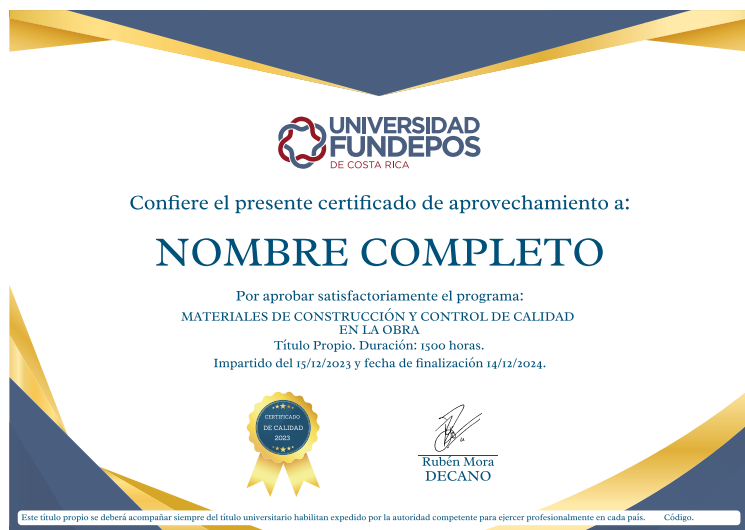 UNIVERSIDAD
FUNDEPOS
DE COSTA RICA
Confiere el presente certificado de aprovechamiento a:
NOMBRE COMPLETO
Por aprobar satisfactoriamente el programa:
MATERIALES DE CONSTRUCCIÓN Y CONTROL DE CALIDAD
EN LA OBRA
Título Propio. Duración: 1500 horas.
Impartido del 15/12/2023 y fecha de finalización 14/12/2024.
CERTIFICADO
DE CALIDAD
2023
Rubén Mora
DECANO
Este título propio se deberá acompañar siempre del título universitario habilitan expedido por la autoridad competente para ejercer profesionalmente en cada país. Código.